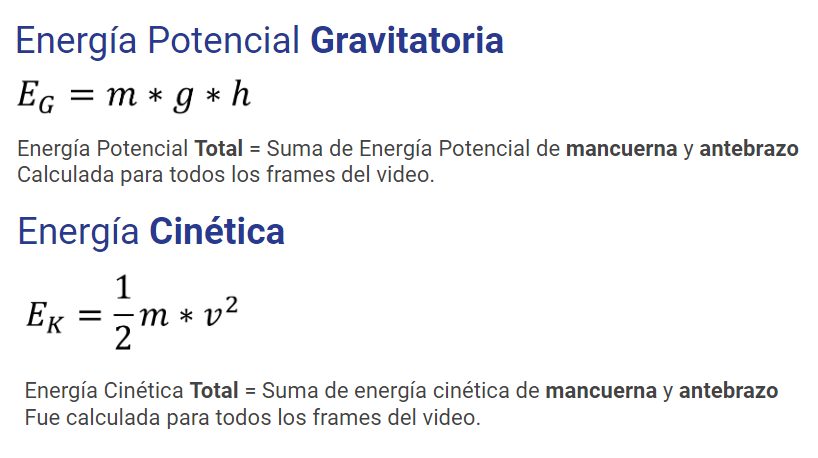 Energía Potencial Gravitatoria
E_G = m * g * h
Energía Potencial Total = Suma de Energía Potencial de mancuerna y antebrazo
Calculada para todos los frames del video.
Energía Cinética
E_K = 1/2 m * v²
Energía Cinética Total = Suma de energía cinética de mancuerna y antebrazo
Fue calculada para todos los frames del video.